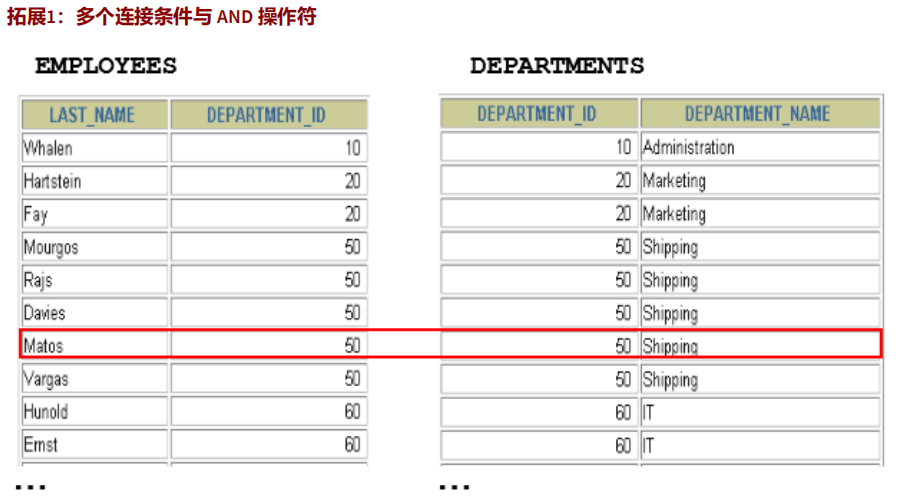 拓展1：多个连接条件与 AND 操作符
EMPLOYEES DEPARTMENTS
LAST_NAME DEPARTMENT_ID DEPARTMENT_ID DEPARTMENT_NAME
Whalen 10 10 Administration
Hartstein 20 20 Marketing
Fay 20 20 Marketing
Mourgos 50 50 Shipping
Rajs 50 50 Shipping
Davies 50 50 Shipping
Matos 50 50 Shipping
Vargas 50 50 Shipping
Hunold 60 60 IT
Ernst 60 60 IT
... ...